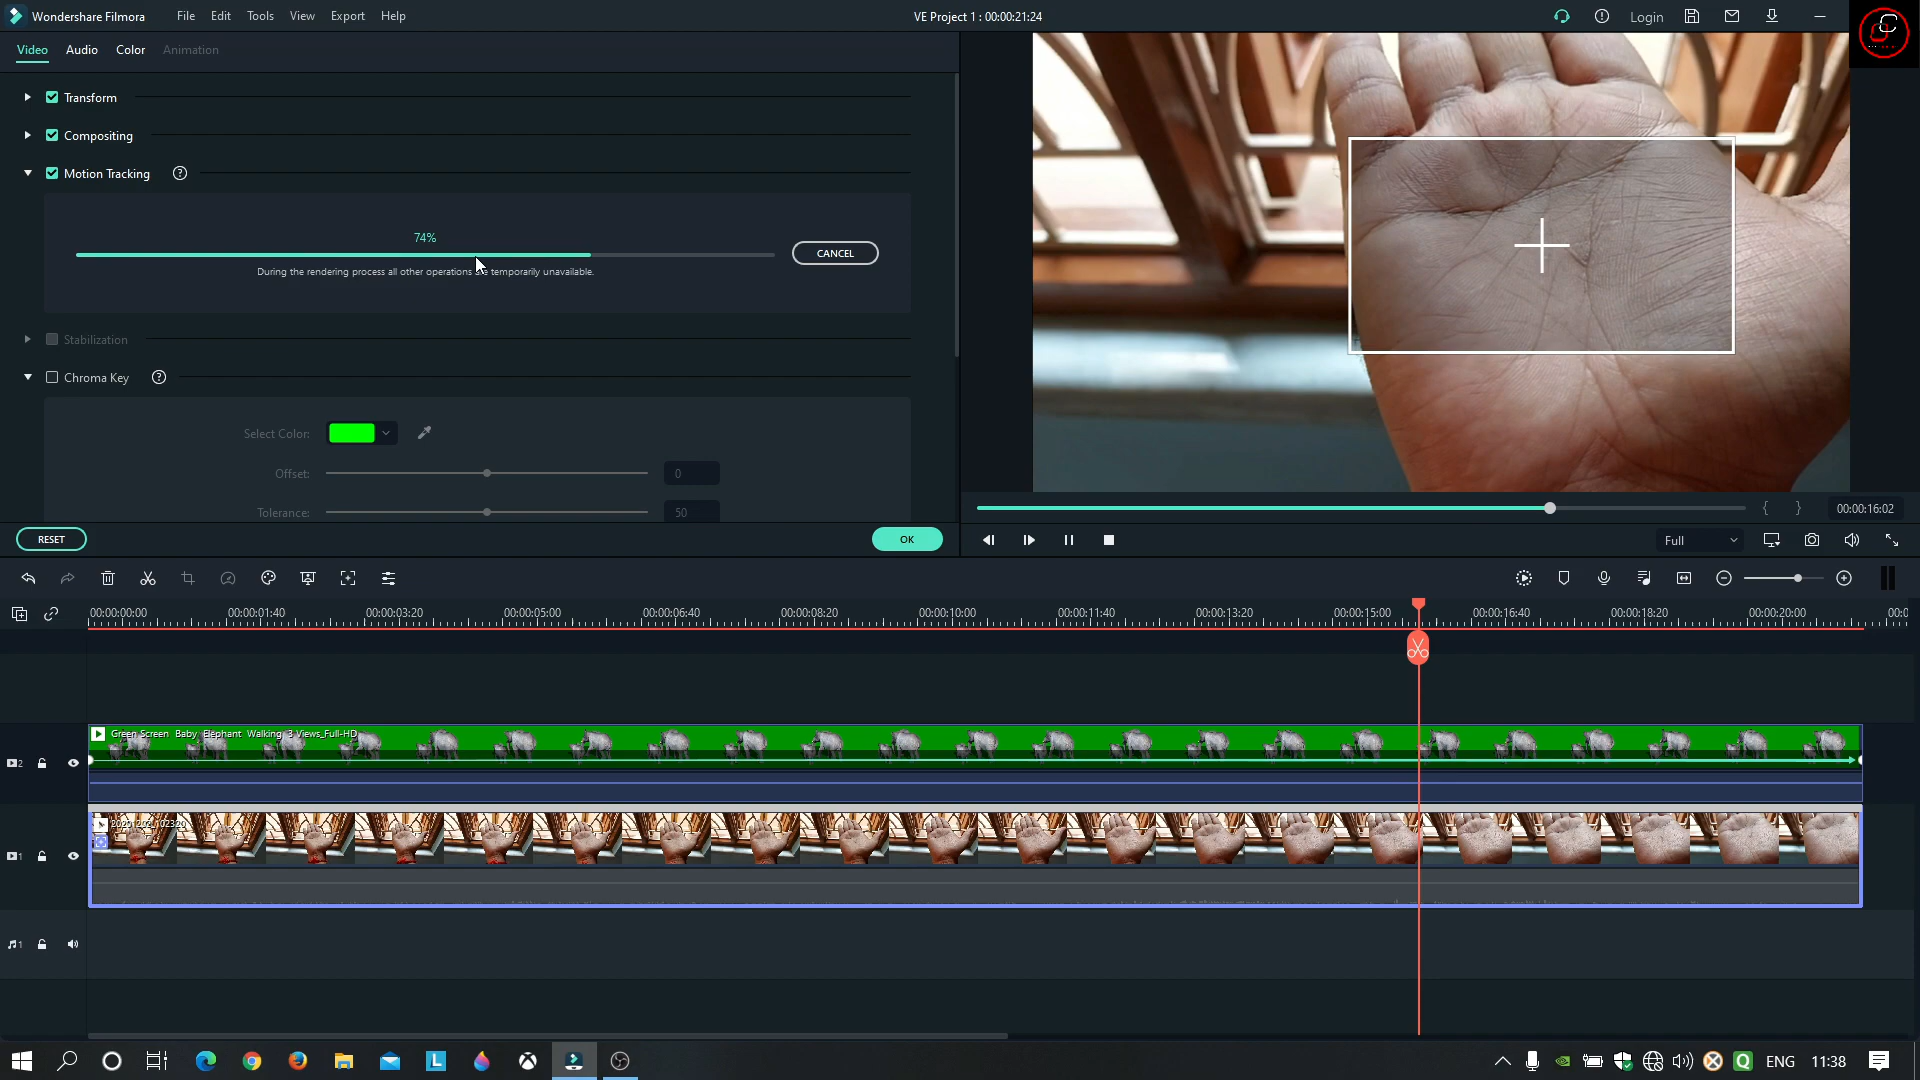 Wondershare Filmora File Edit Tools View Export Help VE Project 1 : 00:00:21:24 Login
Video Audio Color Animation
Transform
Compositing
Motion Tracking ?
74%
CANCEL
During the rendering process all other operations are temporarily unavailable.
Stabilization
Chroma Key ?
Select Color:
Offset: 0
Tolerance: 50
RESET OK
{ } 00:00:16:02
Full
00:00:00:00 00:00:01:40 00:00:03:20 00:00:05:00 00:00:06:40 00:00:08:20 00:00:10:00 00:00:11:40 00:00:13:20 00:00:15:00 00:00:16:40 00:00:18:20 00:00:20:00 00:0
2
Green Screen Baby Elephant Walking 3 Views_Full-HD
1
1
L
Q ENG 11:38